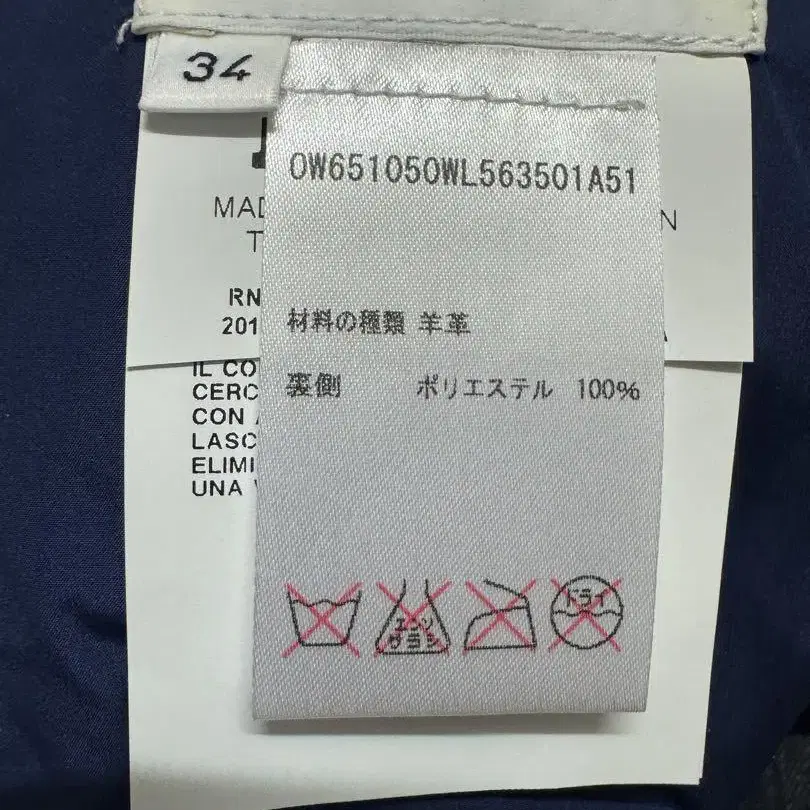 34
0W651050WL563501A51
MAD
N
T
RN
201
材料の種類 羊革
IL CO
裏側 ポリエステル 100%
CERC
CON
LASC
ELIMI
UNA
エンソ
サラシ
ドライ